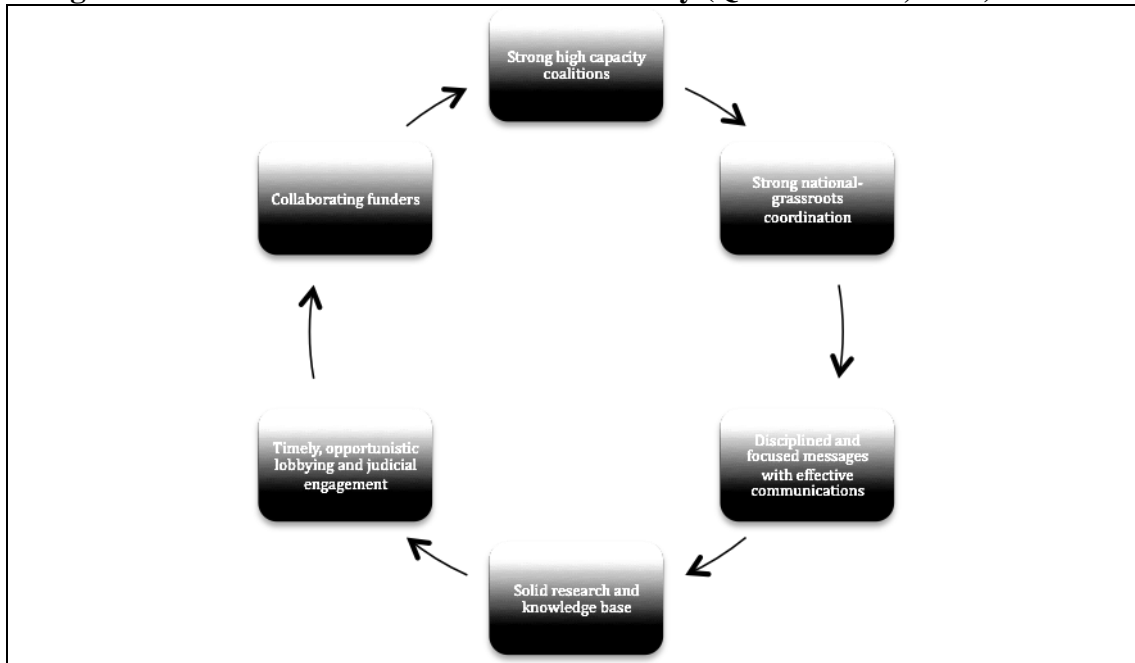 Strong high capacity
coalitions
Collaborating funders
Strong national-
grassroots
coordination
Timely, opportunistic
lobbying and judicial
engagement
Disciplined and
focused messages
with effective
communications
Solid research and
knowledge base